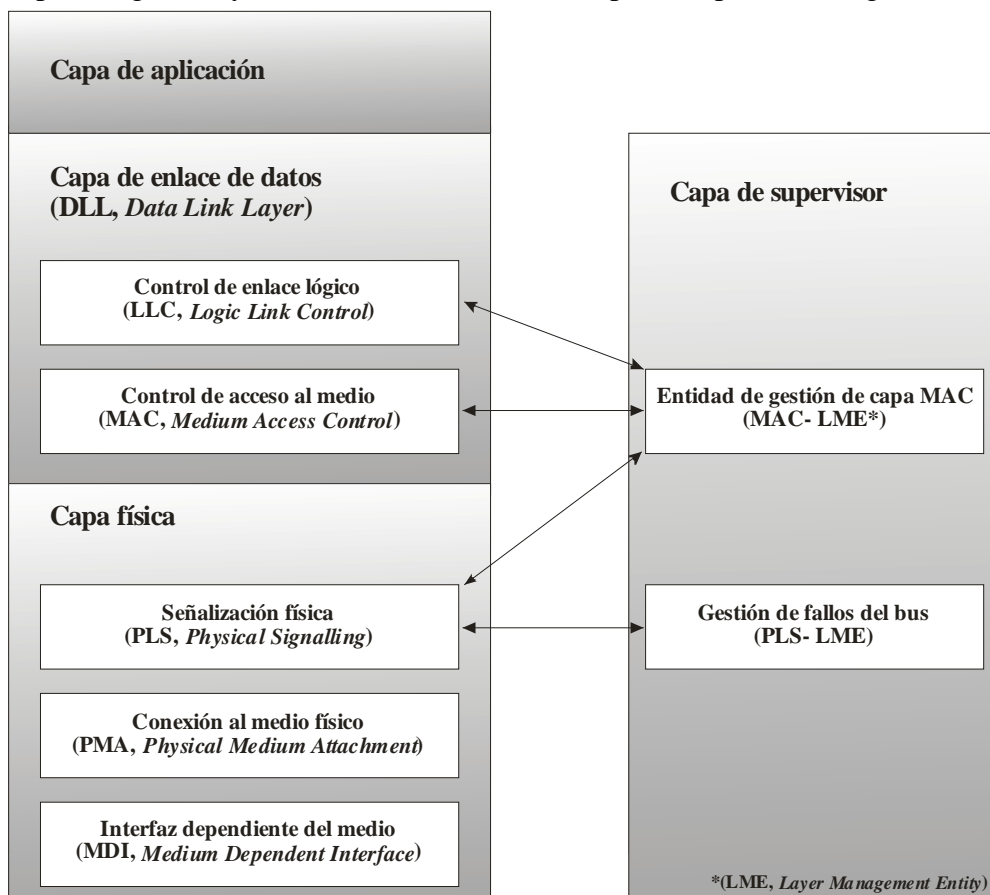 Capa de aplicación
Capa de enlace de datos
(DLL, Data Link Layer)
Control de enlace lógico
(LLC, Logic Link Control)
Control de acceso al medio
(MAC, Medium Access Control)
Capa física
Señalización física
(PLS, Physical Signalling)
Conexión al medio físico
(PMA, Physical Medium Attachment)
Interfaz dependiente del medio
(MDI, Medium Dependent Interface)
Capa de supervisor
Entidad de gestión de capa MAC
(MAC- LME*)
Gestión de fallos del bus
(PLS- LME)
*(LME, Layer Management Entity)